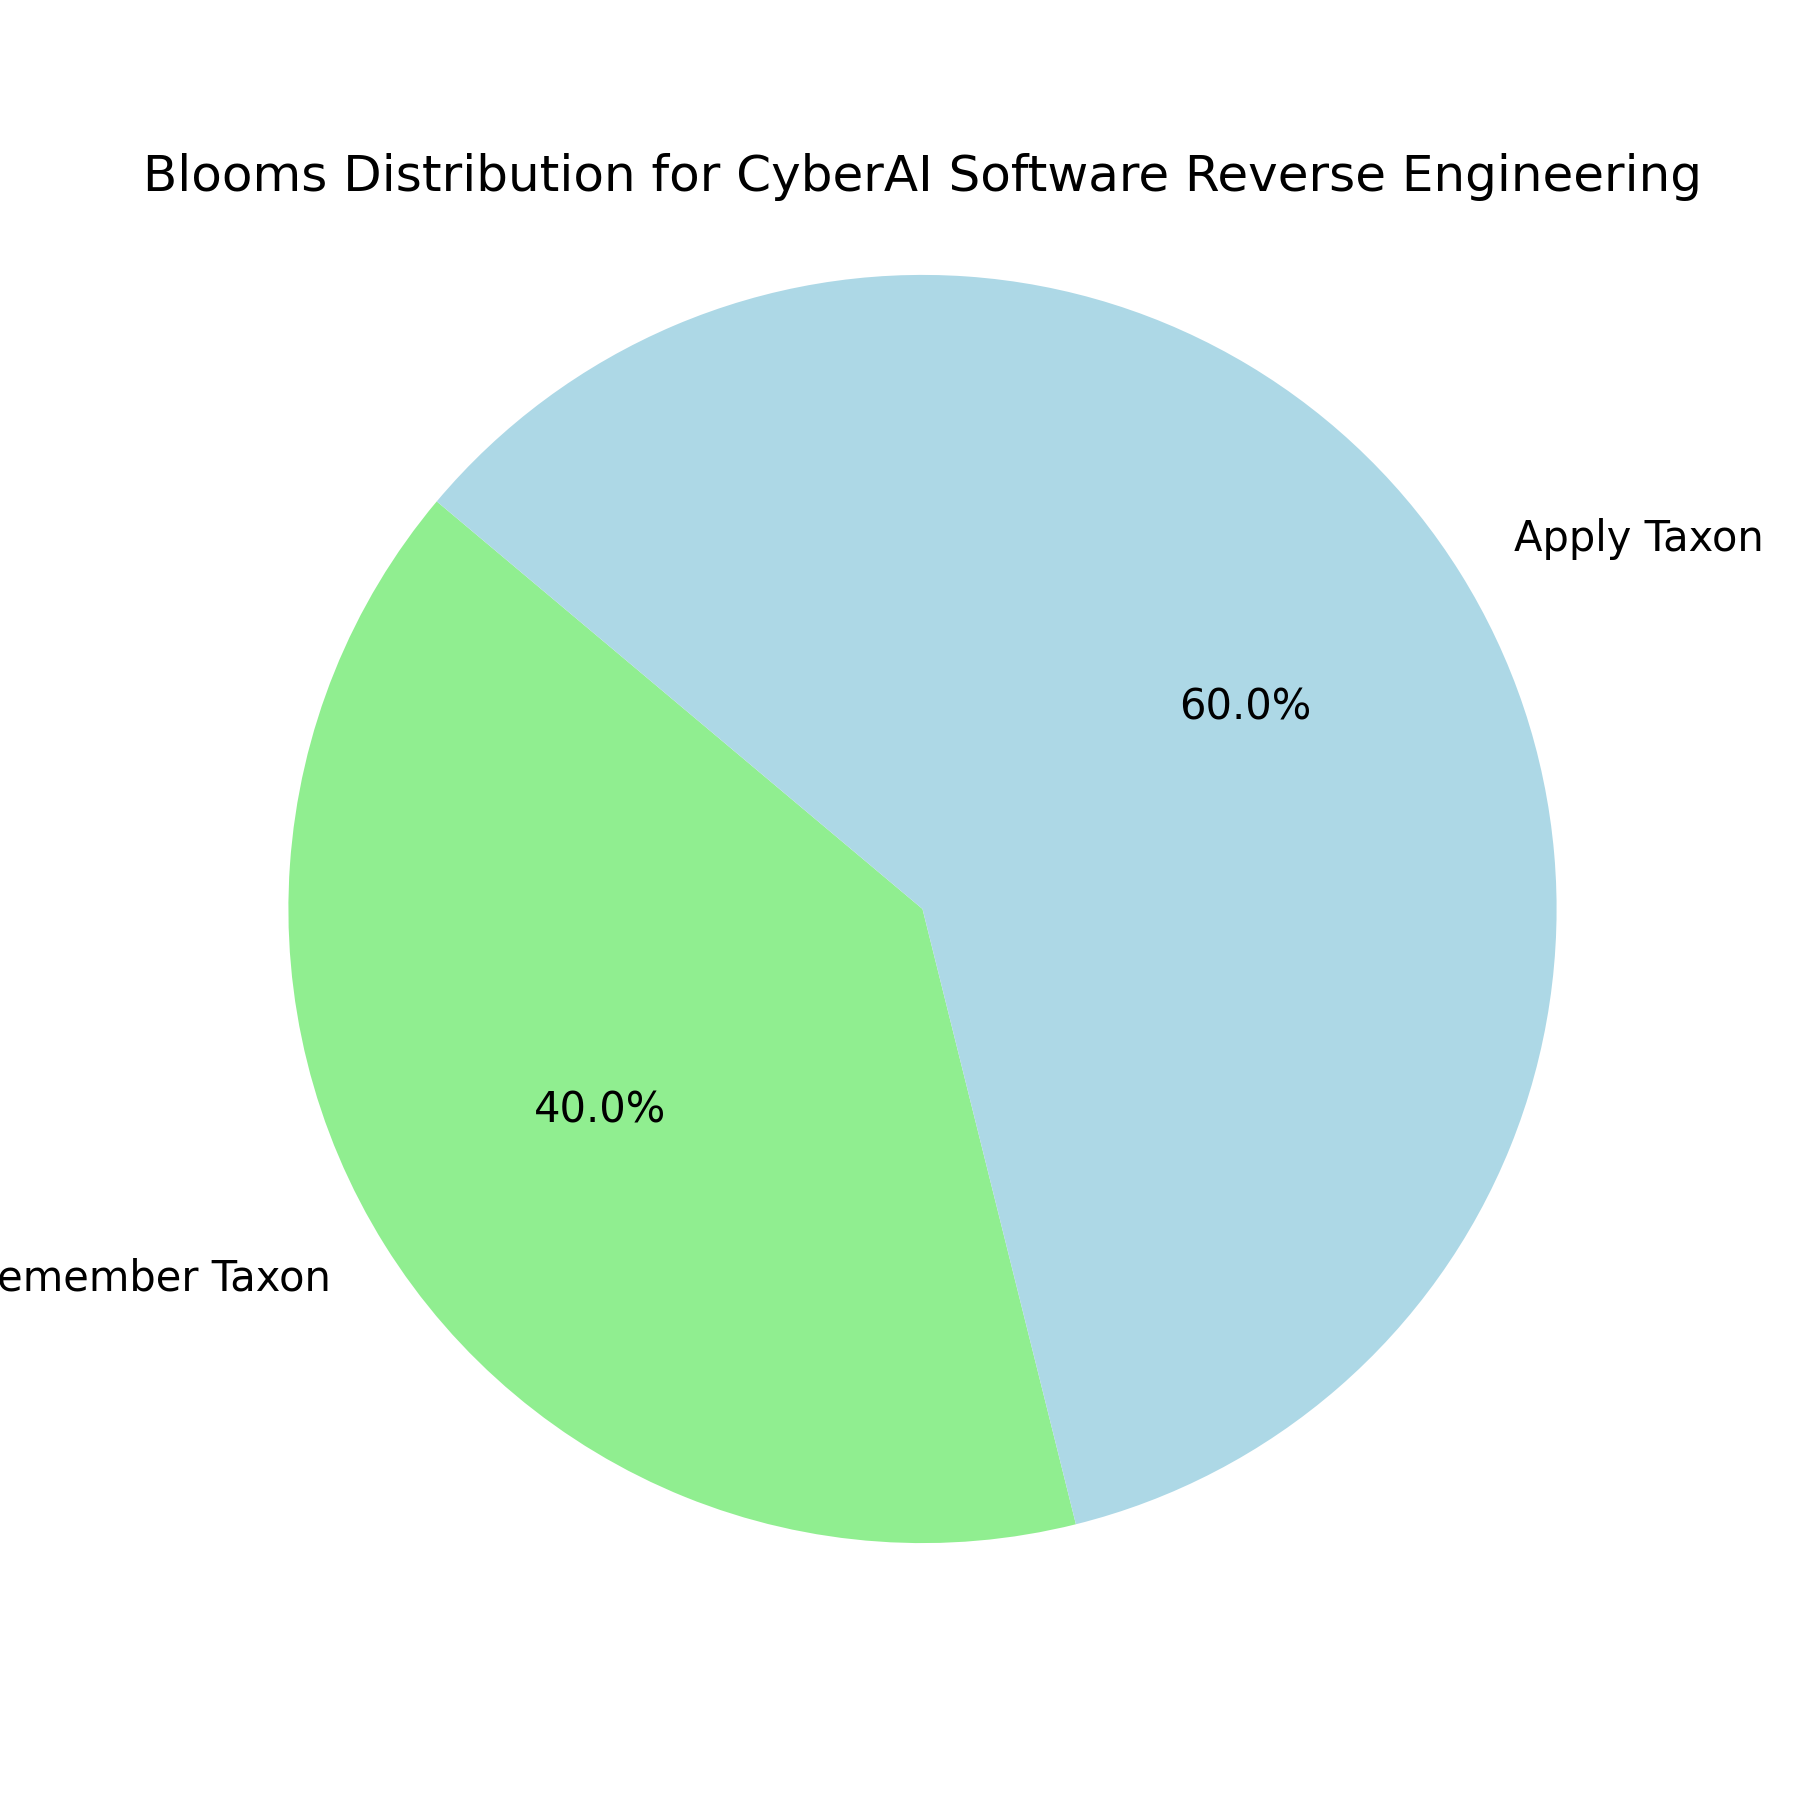 Blooms Distribution for CyberAI Software Reverse Engineering
Apply Taxon
60.0%
40.0%
emember Taxon